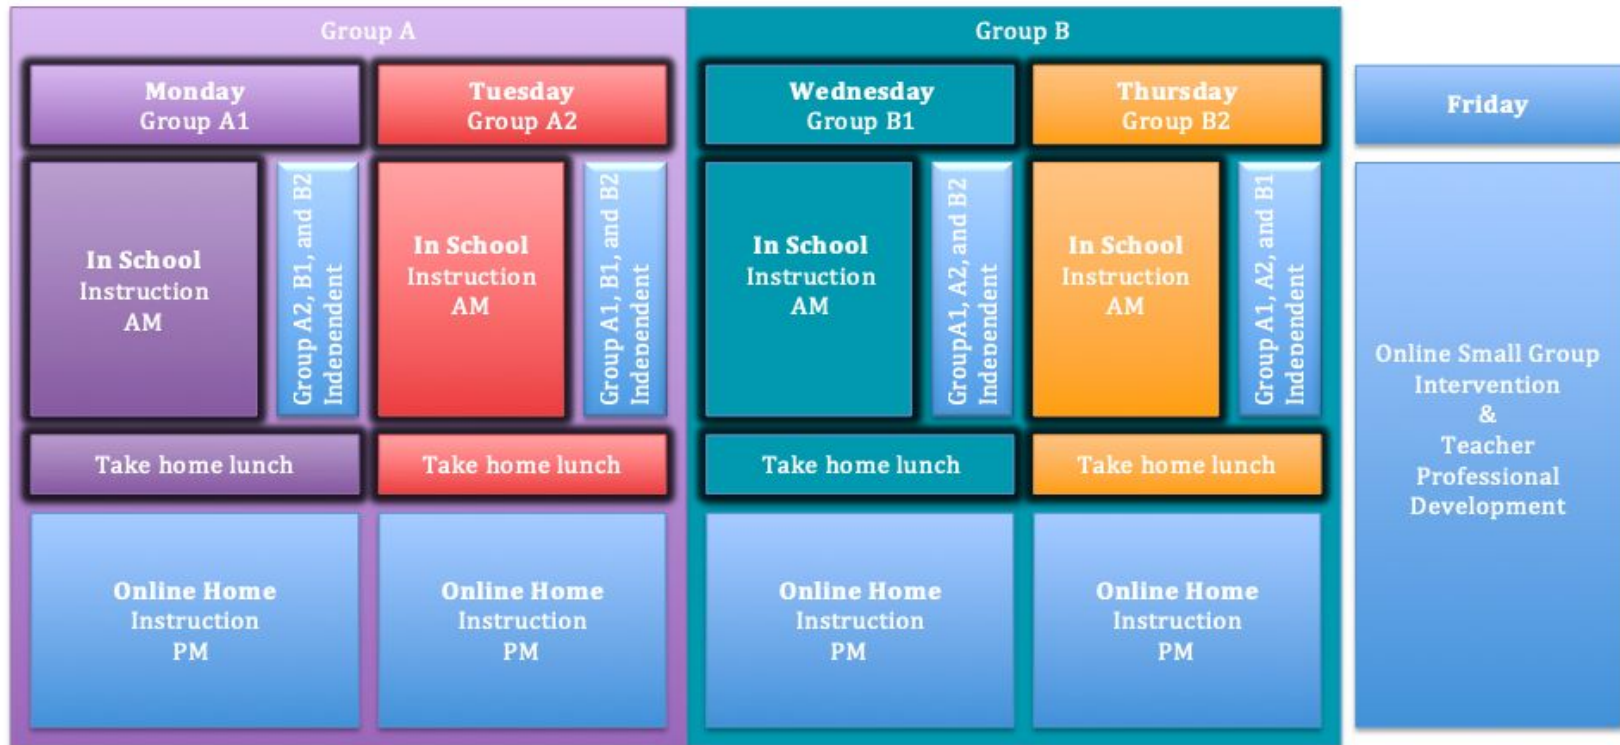 Group A
Monday
Group A1
In School
Instruction
AM
Group A2, B1, and B2
Independent
Take home lunch
Online Home
Instruction
PM
Tuesday
Group A2
In School
Instruction
AM
Group A1, B1, and B2
Independent
Take home lunch
Online Home
Instruction
PM
Group B
Wednesday
Group B1
In School
Instruction
AM
GroupA1, A2, and B2
Independent
Take home lunch
Online Home
Instruction
PM
Thursday
Group B2
In School
Instruction
AM
Group A1, A2, and B1
Independent
Take home lunch
Online Home
Instruction
PM
Friday
Online Small Group
Intervention
&
Teacher
Professional
Development